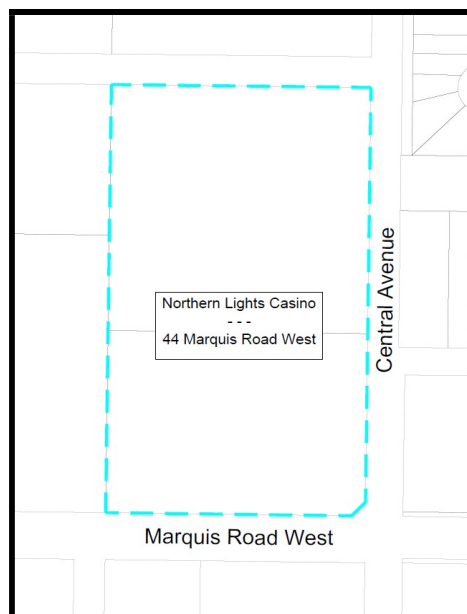 Northern Lights Casino
- - -
44 Marquis Road West
Central Avenue
Marquis Road West